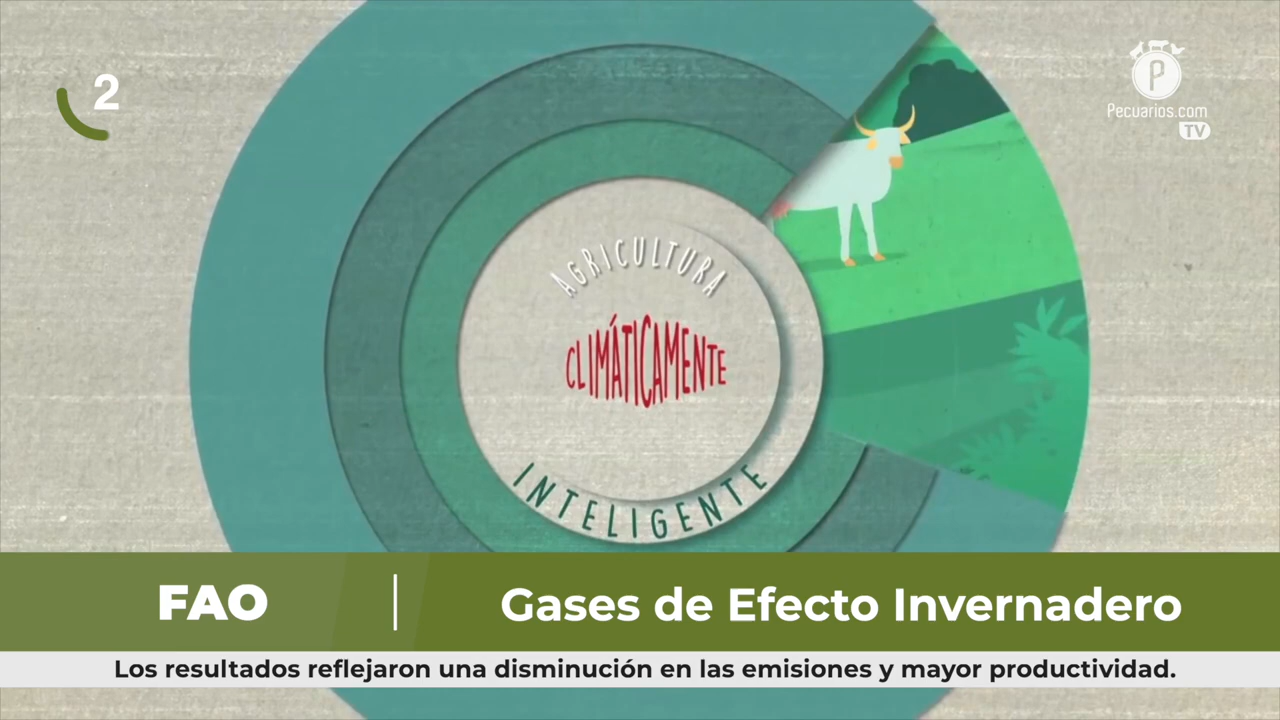 2
P
Pecuarios.com
TV
AGRICULTURA
CLIMÁTICAMENTE
INTELIGENTE
FAO
Gases de Efecto Invernadero
Los resultados reflejaron una disminución en las emisiones y mayor productividad.